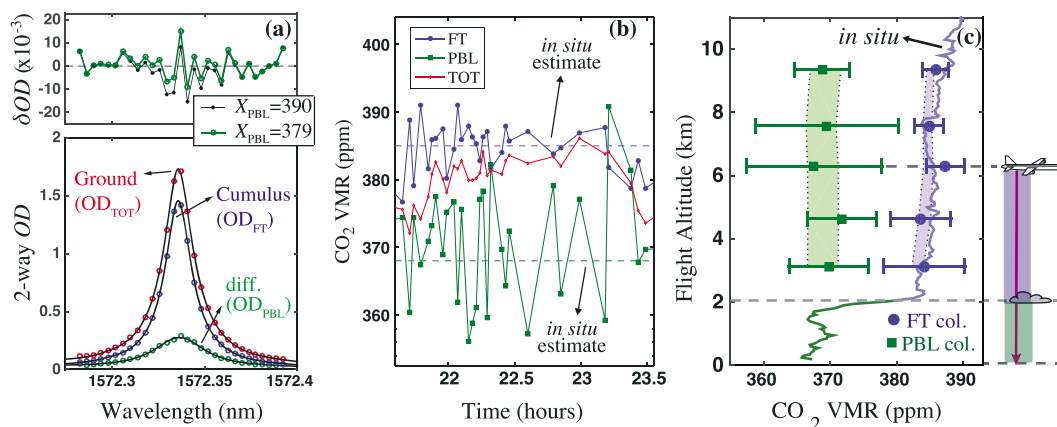 (a)
δOD (x 10⁻³)
20
10
0
-10
-20
X_PBL=390
X_PBL=379
2-way OD
2
1.5
1
0.5
0
Ground
(OD_TOT)
Cumulus
(OD_FT)
diff.
(OD_PBL)
1572.3 1572.35 1572.4
Wavelength (nm)
(b)
CO₂ VMR (ppm)
400
390
380
370
360
FT
PBL
TOT
in situ
estimate
in situ
estimate
22 22.5 23 23.5
Time (hours)
(c)
Flight Altitude (km)
10
8
6
4
2
0
in situ
FT col.
PBL col.
360 370 380 390
CO₂ VMR (ppm)